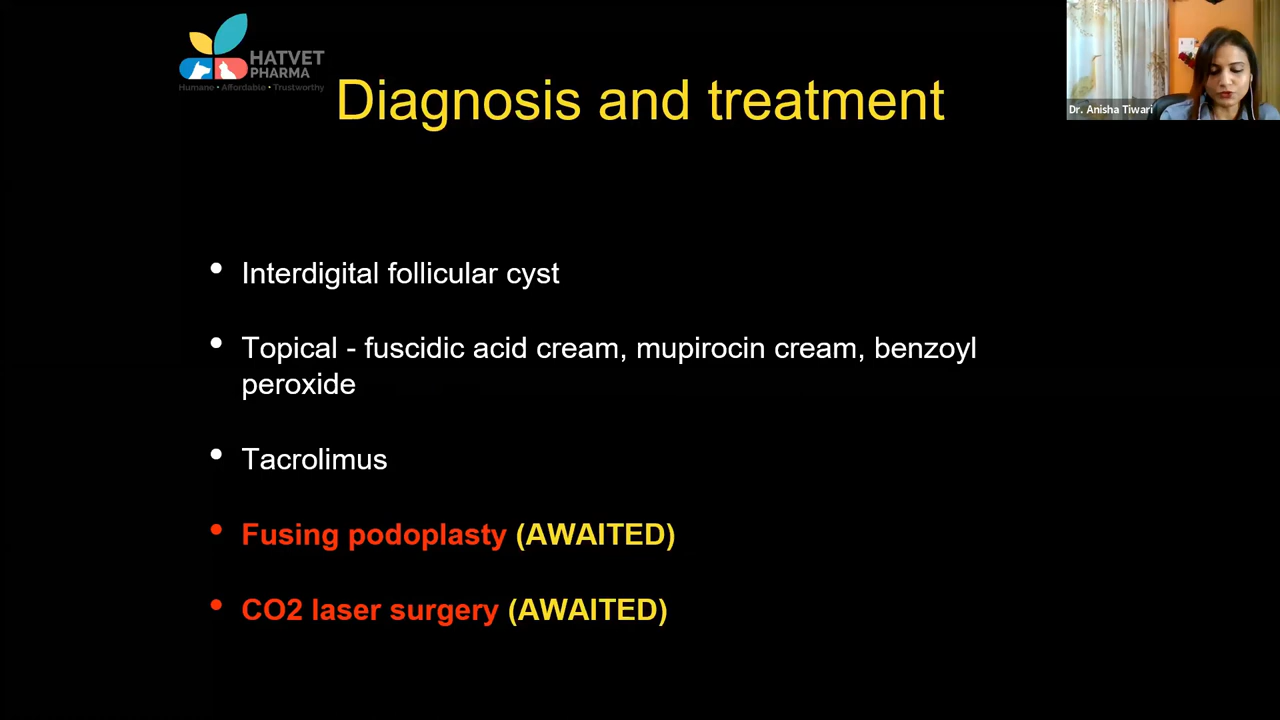 HATVET
PHARMA
Humane • Affordable • Trustworthy
Diagnosis and treatment
Dr. Anisha Tiwari
• Interdigital follicular cyst
• Topical - fuscidic acid cream, mupirocin cream, benzoyl
peroxide
• Tacrolimus
• Fusing podoplasty (AWAITED)
• CO2 laser surgery (AWAITED)